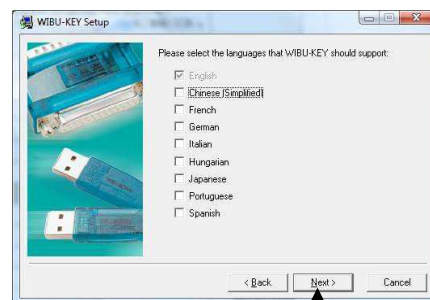 WIBU-KEY Setup
Please select the languages that WIBU-KEY should support:
English
Chinese (Simplified)
French
German
Italian
Hungarian
Japanese
Portuguese
Spanish
< Back Next > Cancel